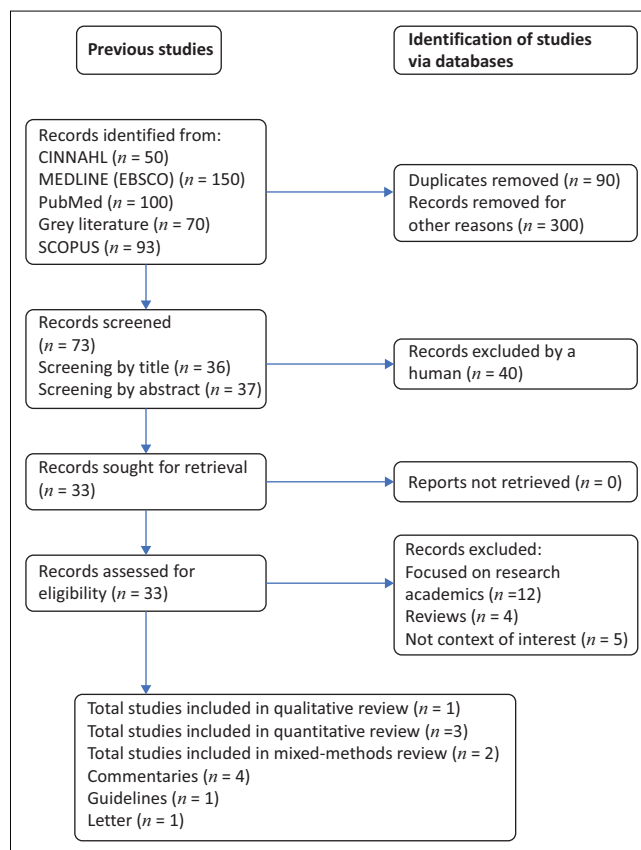 Previous studies
Identification of studies
via databases
Records identified from:
CINNAHL (n = 50)
MEDLINE (EBSCO) (n = 150)
PubMed (n = 100)
Grey literature (n = 70)
SCOPUS (n = 93)
Duplicates removed (n = 90)
Records removed for
other reasons (n = 300)
Records screened
(n = 73)
Screening by title (n = 36)
Screening by abstract (n = 37)
Records excluded by a
human (n = 40)
Records sought for retrieval
(n = 33)
Reports not retrieved (n = 0)
Records assessed for
eligibility (n = 33)
Records excluded:
Focused on research
academics (n =12)
Reviews (n = 4)
Not context of interest (n = 5)
Total studies included in qualitative review (n = 1)
Total studies included in quantitative review (n =3)
Total studies included in mixed-methods review (n = 2)
Commentaries (n = 4)
Guidelines (n = 1)
Letter (n = 1)